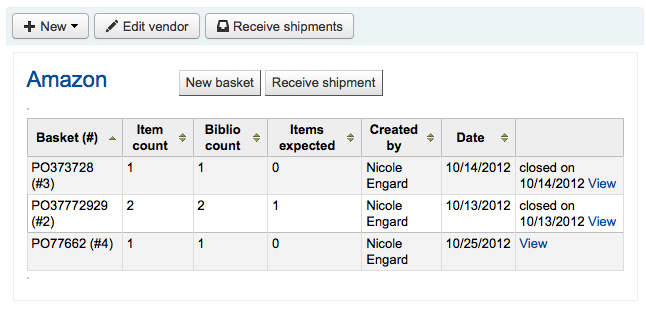 New Edit vendor Receive shipments
Amazon New basket Receive shipment
Basket (#) Item count Biblio count Items expected Created by Date
PO373728 (#3) 1 1 0 Nicole Engard 10/14/2012 closed on 10/14/2012 View
PO37772929 (#2) 2 2 1 Nicole Engard 10/13/2012 closed on 10/13/2012 View
PO77662 (#4) 1 1 0 Nicole Engard 10/25/2012 View